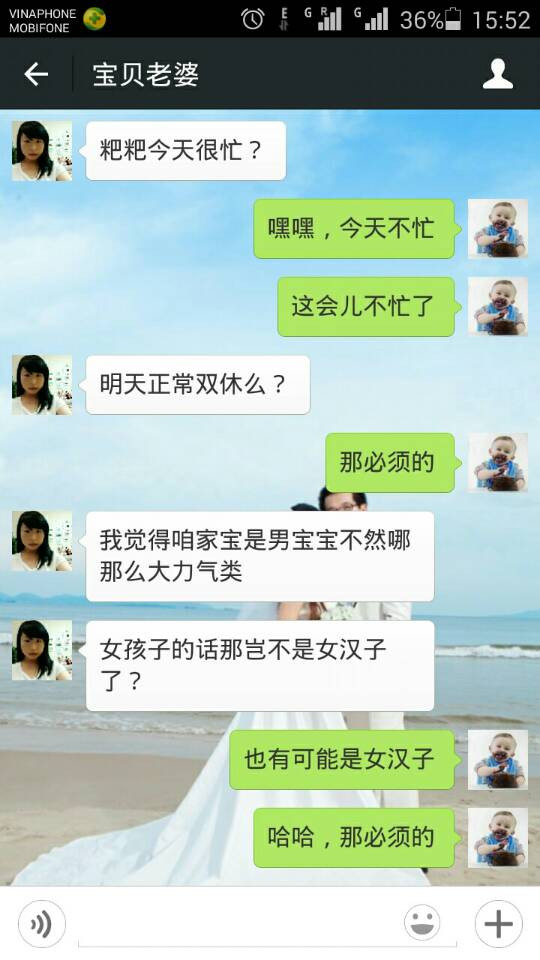 VINAPHONE
MOBIFONE
E G R G 36% 15:52
宝贝老婆
粑粑今天很忙？
嘿嘿，今天不忙
这会儿不忙了
明天正常双休么？
那必须的
我觉得咱家宝是男宝宝不然哪
那么大力气类
女孩子的话那岂不是女汉子
了？
也有可能是女汉子
哈哈，那必须的